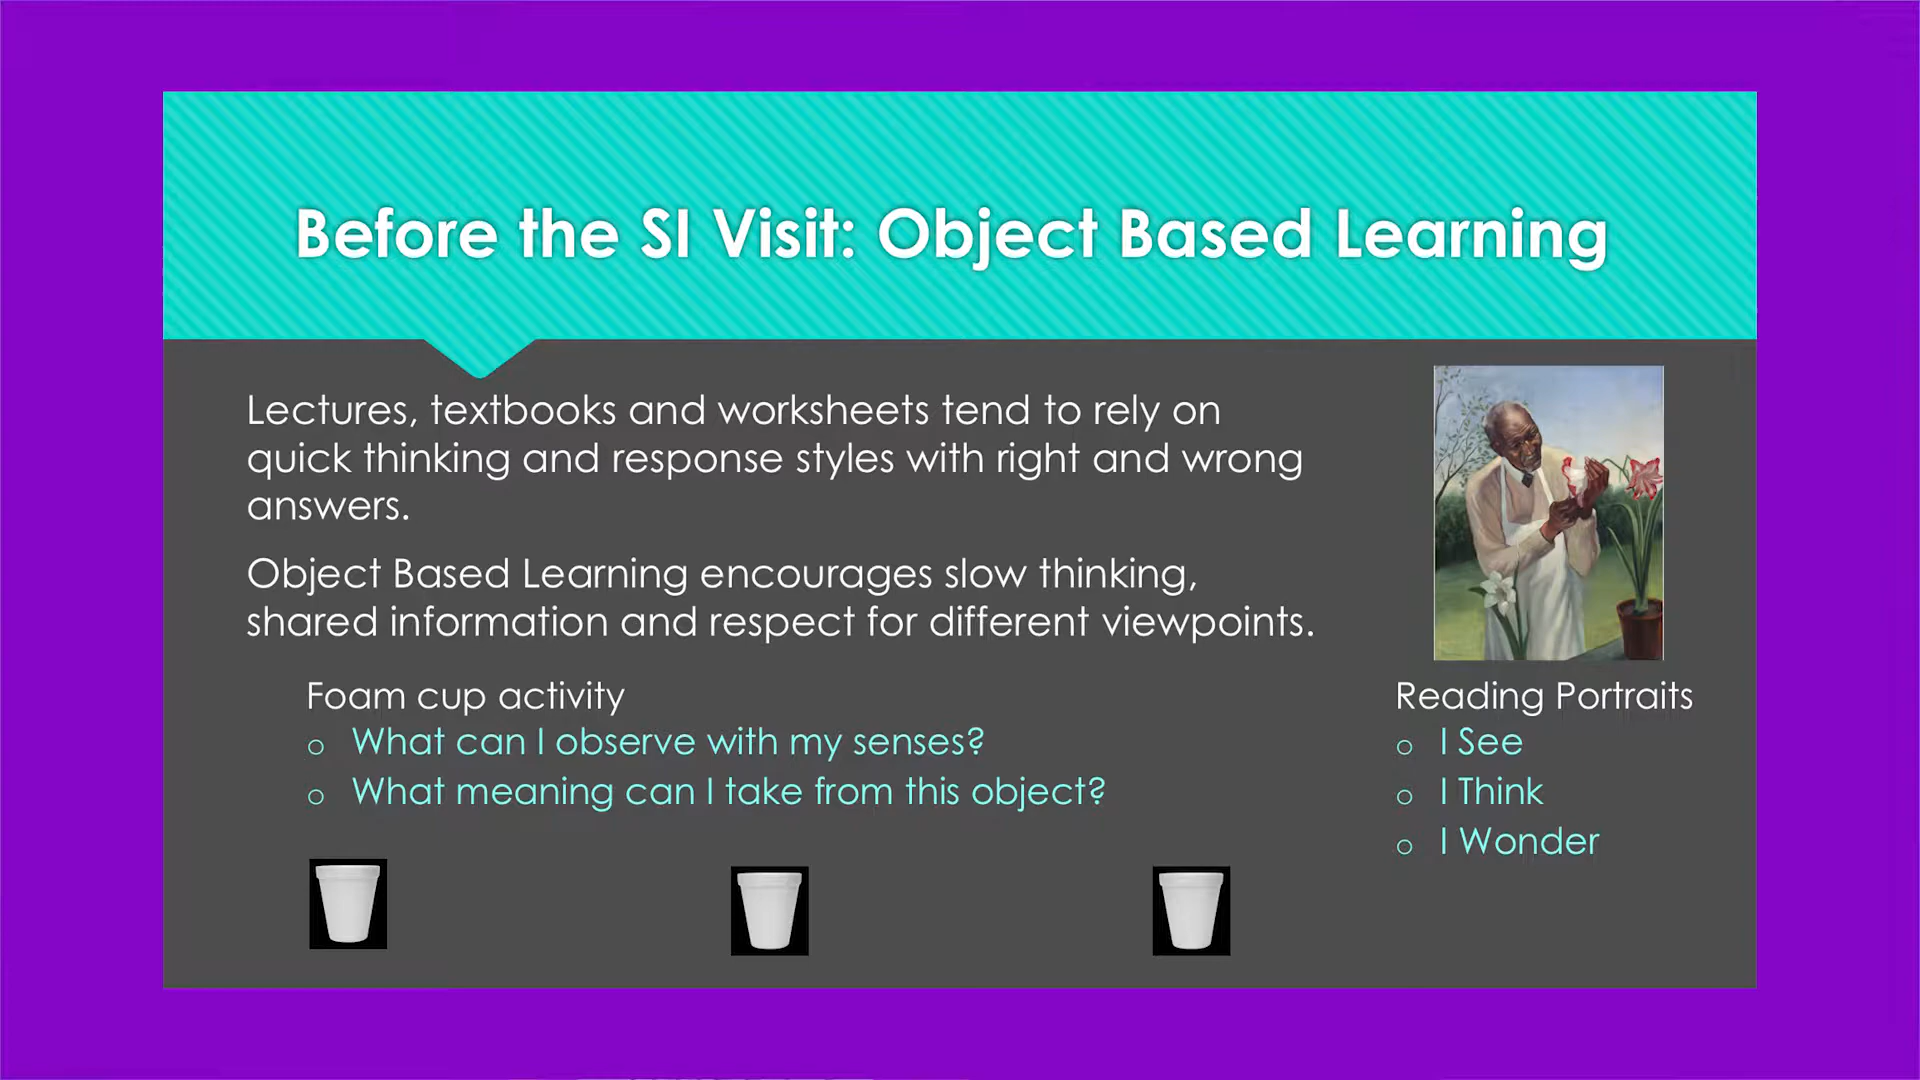 Before the SI Visit: Object Based Learning
Lectures, textbooks and worksheets tend to rely on
quick thinking and response styles with right and wrong
answers.
Object Based Learning encourages slow thinking,
shared information and respect for different viewpoints.
Foam cup activity
o What can I observe with my senses?
o What meaning can I take from this object?
Reading Portraits
o I See
o I Think
o I Wonder